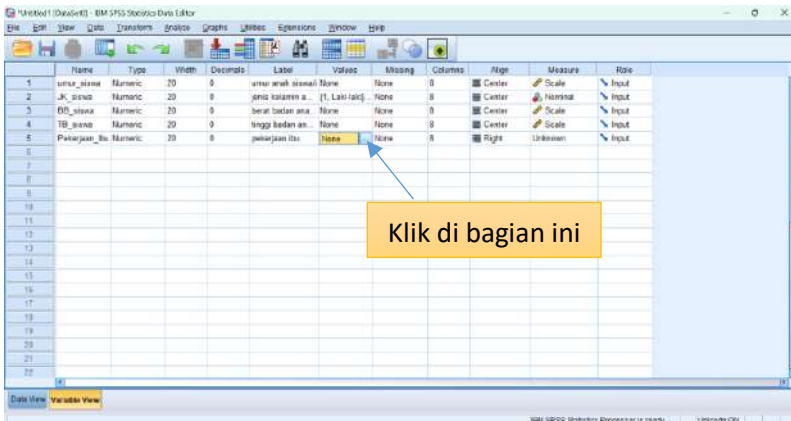 *Untitled1 [DataSet0] - IBM SPSS Statistics Data Editor
File Edit View Data Transform Analyze Graphs Utilities Extensions Window Help
Name Type Width Decimals Label Values Missing Columns Align Measure Role
1 umur_siswa Numeric 20 0 umur anak siswa/i None None 8 Center Scale Input
2 JK_siswa Numeric 20 0 jenis kelamin a... {1, Laki-laki}... None 8 Center Nominal Input
3 BB_siswa Numeric 20 0 berat badan ana... None None 8 Center Scale Input
4 TB_siswa Numeric 20 0 tinggi badan an... None None 8 Center Scale Input
5 Pekerjaan_Ibu Numeric 20 0 pekerjaan ibu None None 8 Right Unknown Input
6
7
8
9
10
11
12
13
14
15
16
17
18
19
20
21
22
Klik di bagian ini
Data View Variable View
IBM SPSS Statistics Processor is ready Unicode:ON